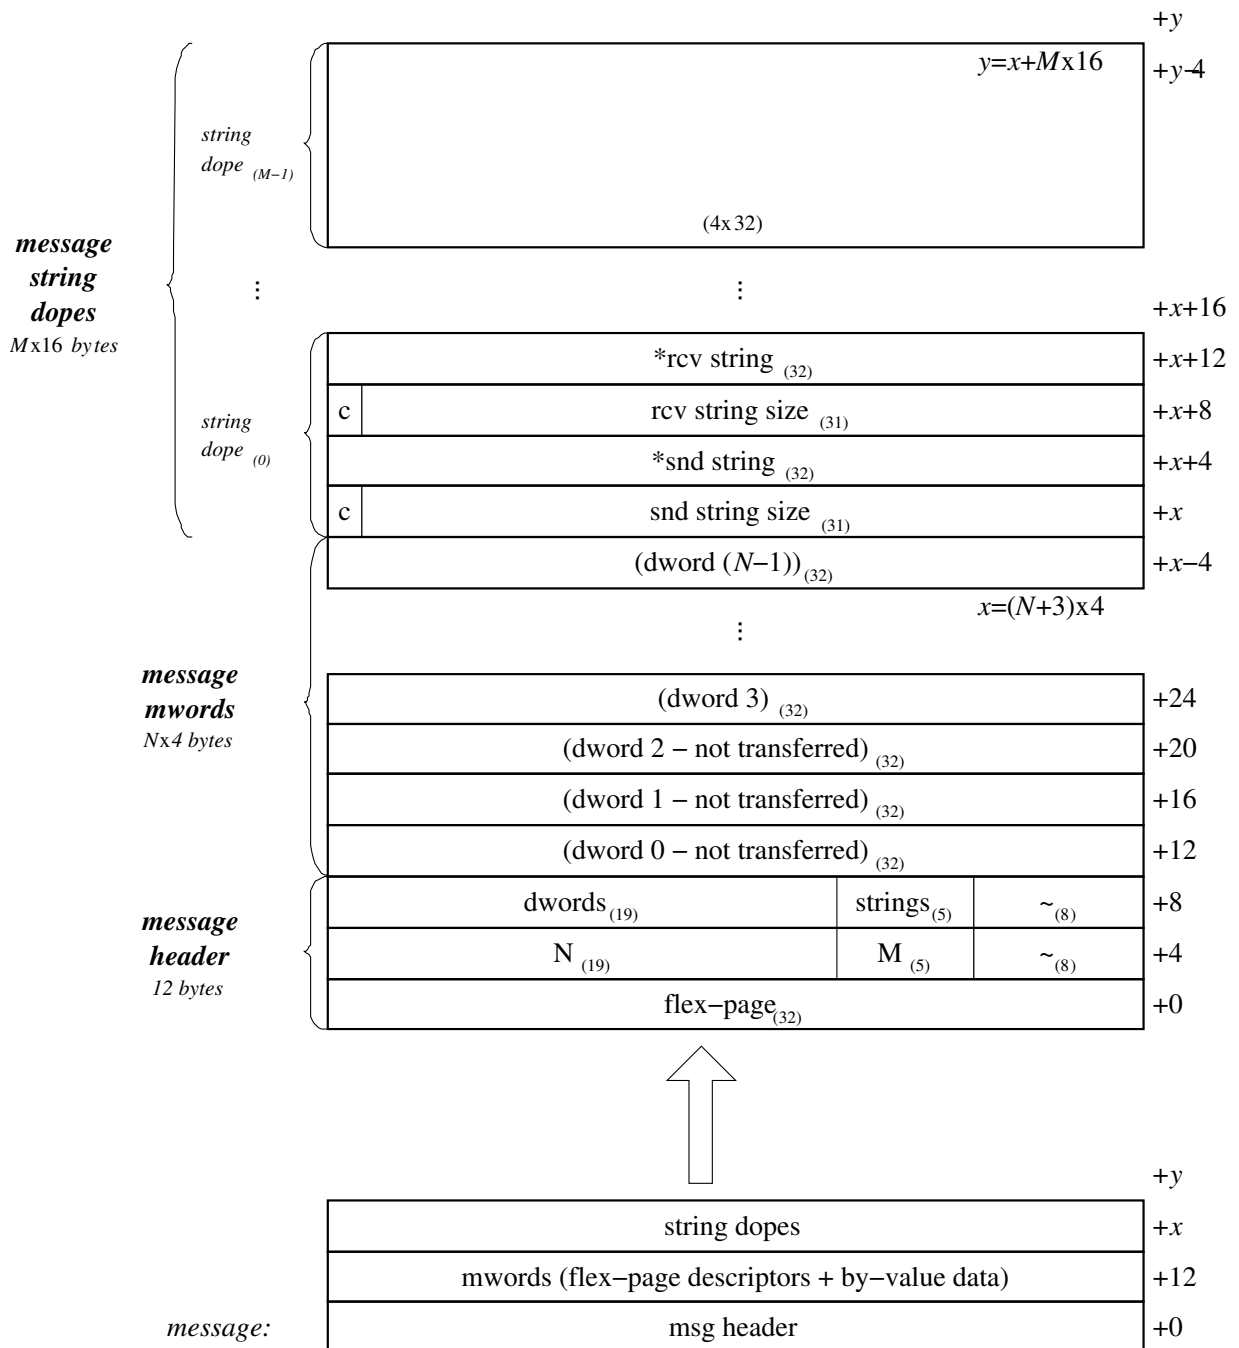 +y
y=x+Mx16
+y-4
string
dope (M−1)
(4x32)
message
string
dopes
Mx16 bytes
⋮
⋮
+x+16
*rcv string (32)
+x+12
c
rcv string size (31)
+x+8
string
dope (0)
*snd string (32)
+x+4
c
snd string size (31)
+x
(dword (N−1))(32)
+x−4
x=(N+3)x4
⋮
message
mwords
Nx4 bytes
(dword 3) (32)
+24
(dword 2 − not transferred) (32)
+20
(dword 1 − not transferred) (32)
+16
(dword 0 − not transferred) (32)
+12
message
header
12 bytes
dwords(19)
strings(5)
~(8)
+8
N (19)
M (5)
~(8)
+4
flex−page(32)
+0
+y
string dopes
+x
mwords (flex−page descriptors + by−value data)
+12
message:
msg header
+0